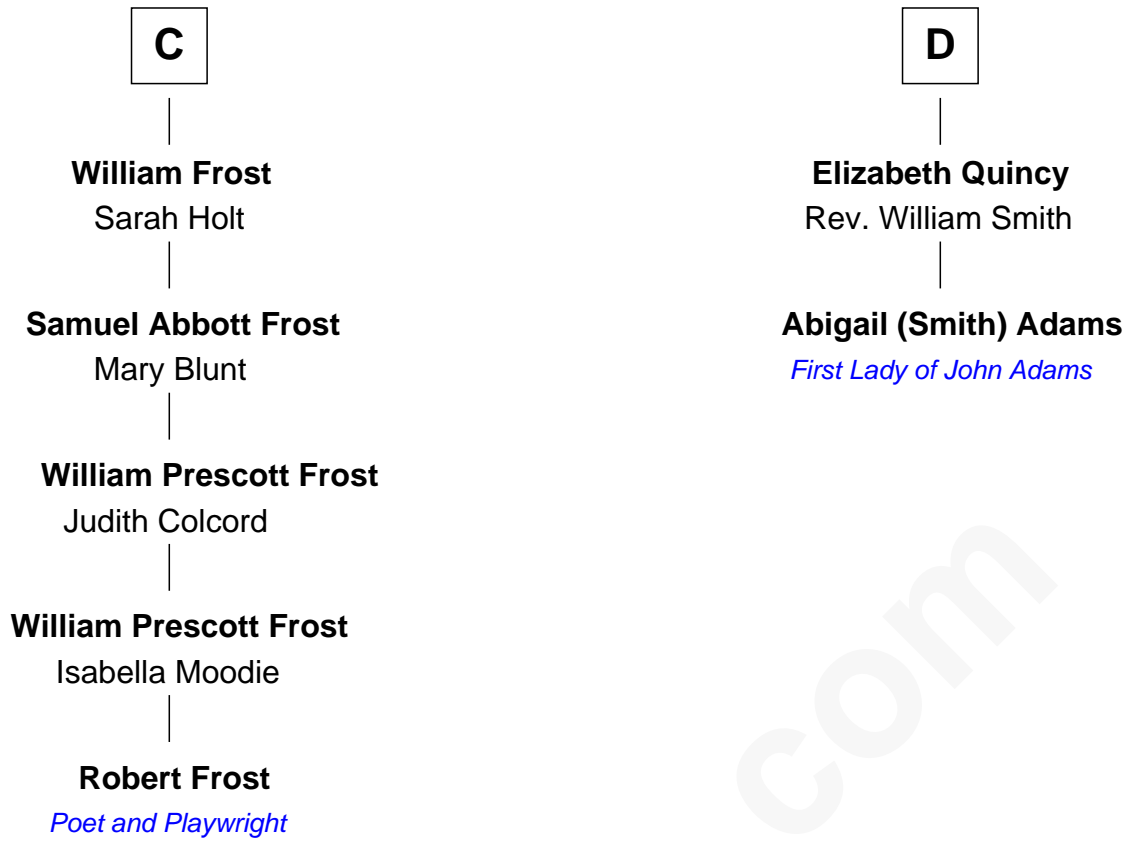 C
William Frost
Sarah Holt
Samuel Abbott Frost
Mary Blunt
William Prescott Frost
Judith Colcord
William Prescott Frost
Isabella Moodie
Robert Frost
Poet and Playwright
D
Elizabeth Quincy
Rev. William Smith
Abigail (Smith) Adams
First Lady of John Adams
com